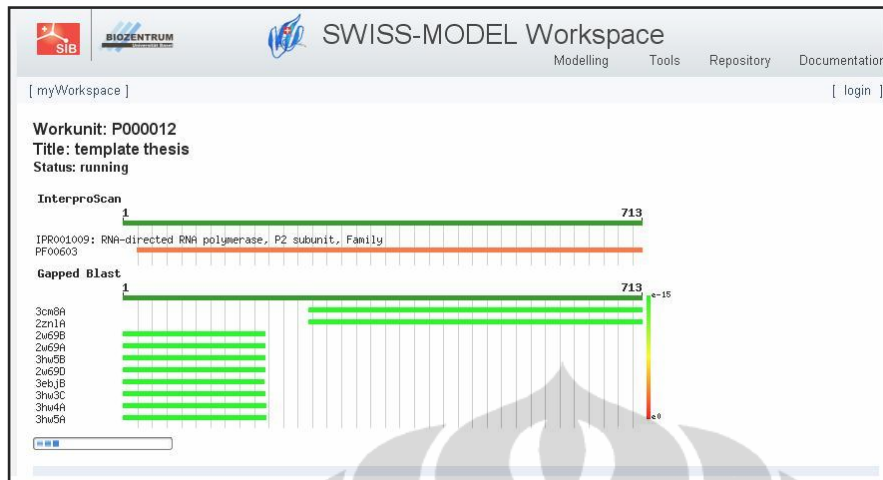 SIB
BIOZENTRUM
Universität Basel
SWISS-MODEL Workspace
Modelling Tools Repository Documentation
[ myWorkspace ] [ login ]
Workunit: P000012
Title: template thesis
Status: running
InterproScan
1 713
IPR001009: RNA-directed RNA polymerase, P2 subunit, Family
PF00603
Gapped Blast
1 713
e-15
3cm8A
2zn1A
2w69B
2w69A
3hw5B
2w69D
3ebjB
3hw3C
3hw4A
3hw5A
e0